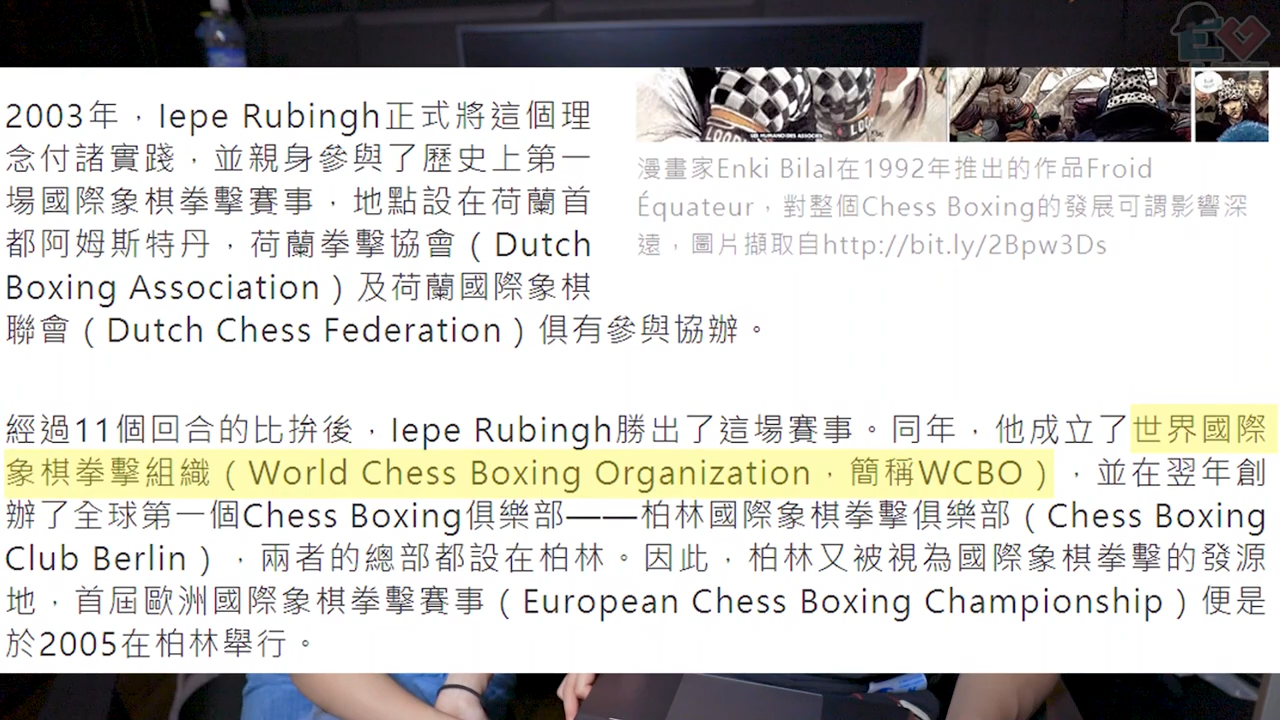 2003年，Iepe Rubingh正式將這個理
念付諸實踐，並親身參與了歷史上第一
場國際象棋拳擊賽事，地點設在荷蘭首
都阿姆斯特丹，荷蘭拳擊協會（Dutch
Boxing Association）及荷蘭國際象棋
聯會（Dutch Chess Federation）俱有參與協辦。
漫畫家Enki Bilal在1992年推出的作品Froid
Équateur，對整個Chess Boxing的發展可謂影響深
遠，圖片擷取自http://bit.ly/2Bpw3Ds
經過11個回合的比拚後，Iepe Rubingh勝出了這場賽事。同年，他成立了世界國際
象棋拳擊組織（World Chess Boxing Organization，簡稱WCBO），並在翌年創
辦了全球第一個Chess Boxing俱樂部——柏林國際象棋拳擊俱樂部（Chess Boxing
Club Berlin），兩者的總部都設在柏林。因此，柏林又被視為國際象棋拳擊的發源
地，首屆歐洲國際象棋拳擊賽事（European Chess Boxing Championship）便是
於2005在柏林舉行。